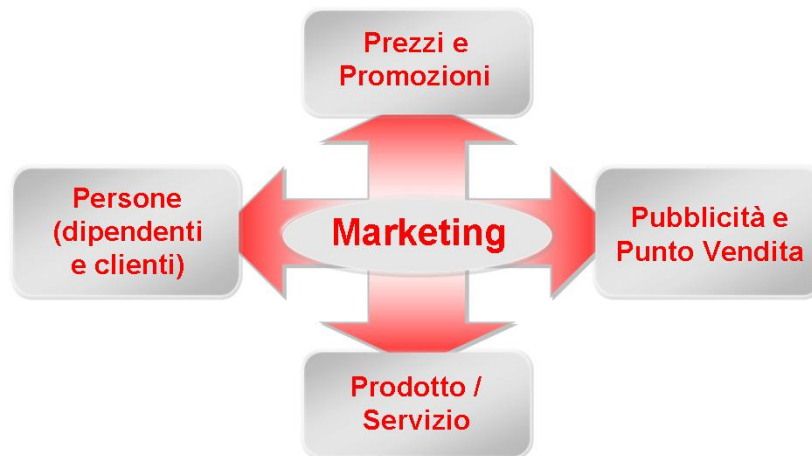 Prezzi e
Promozioni
Persone
(dipendenti
e clienti)
Marketing
Pubblicità e
Punto Vendita
Prodotto /
Servizio